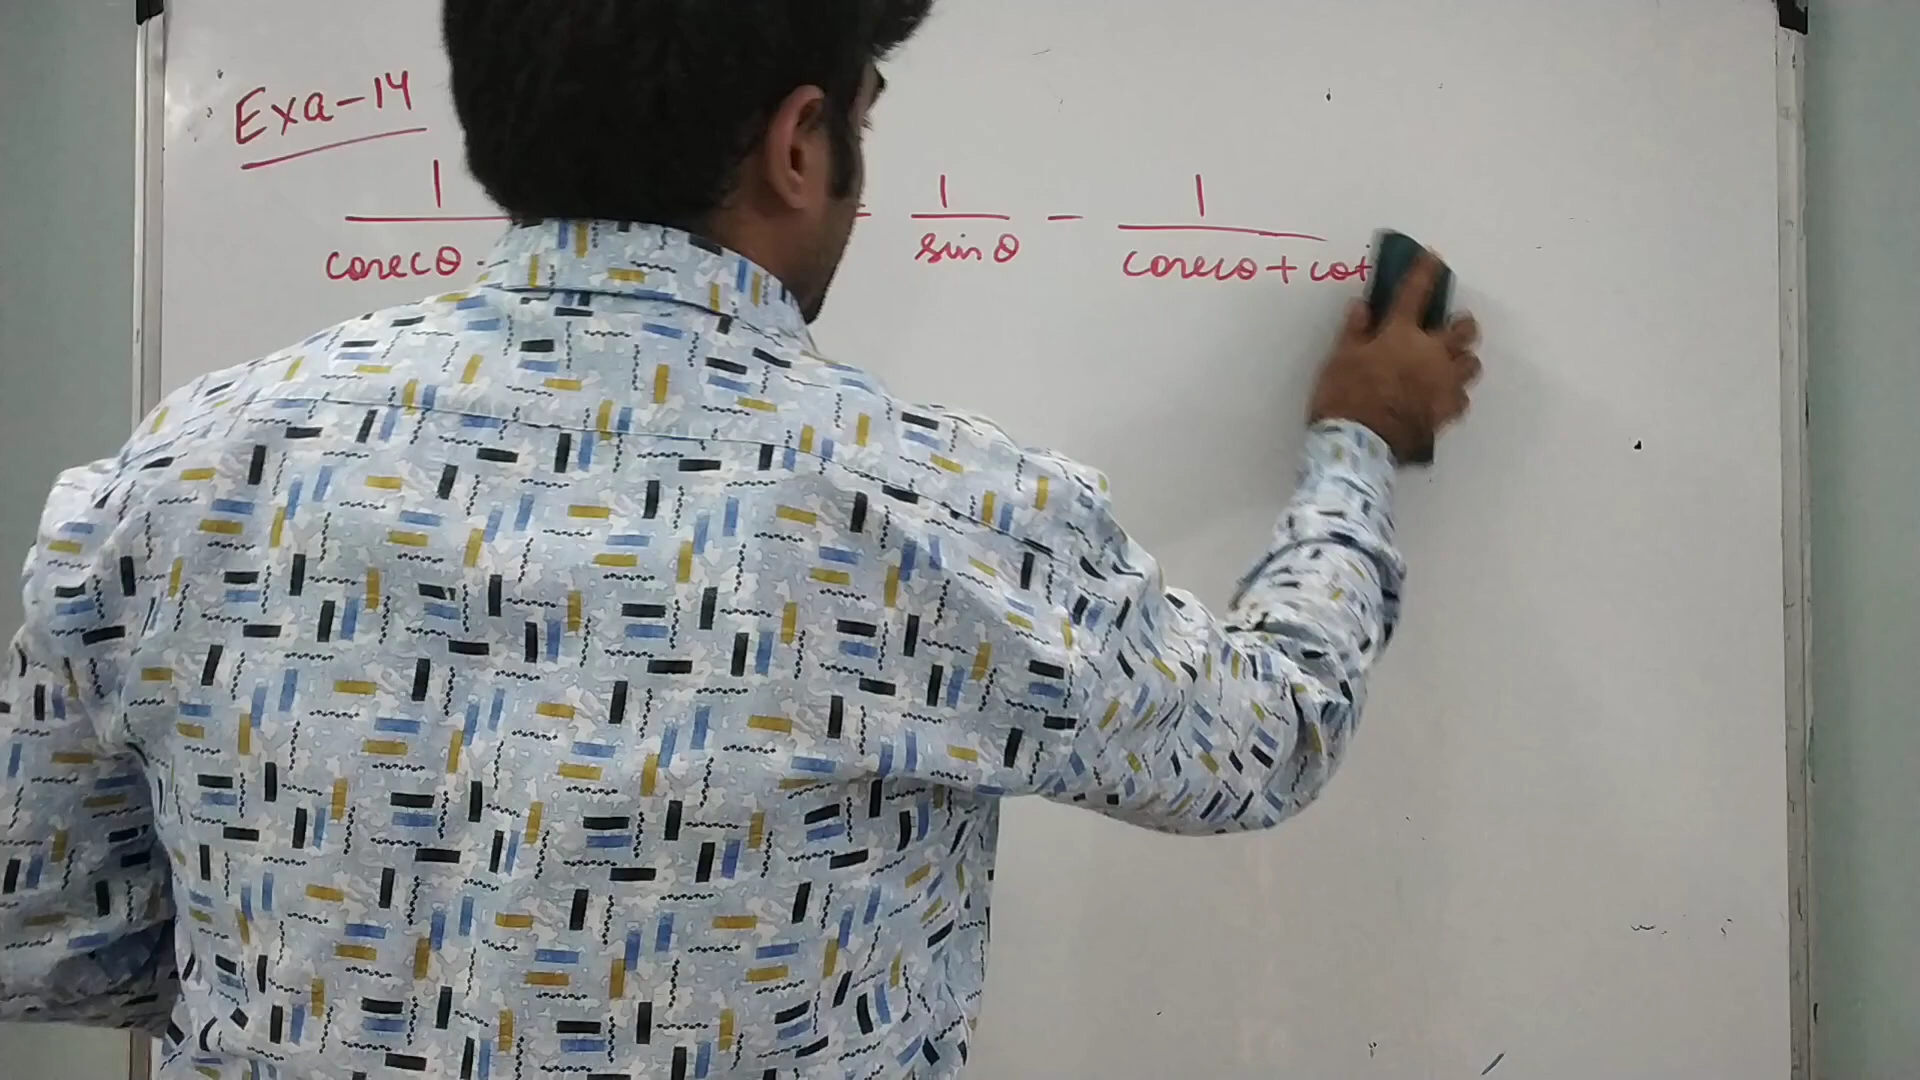 Exa-14
1 - 1 - 1
cosecθ - sinθ cosecθ + cot